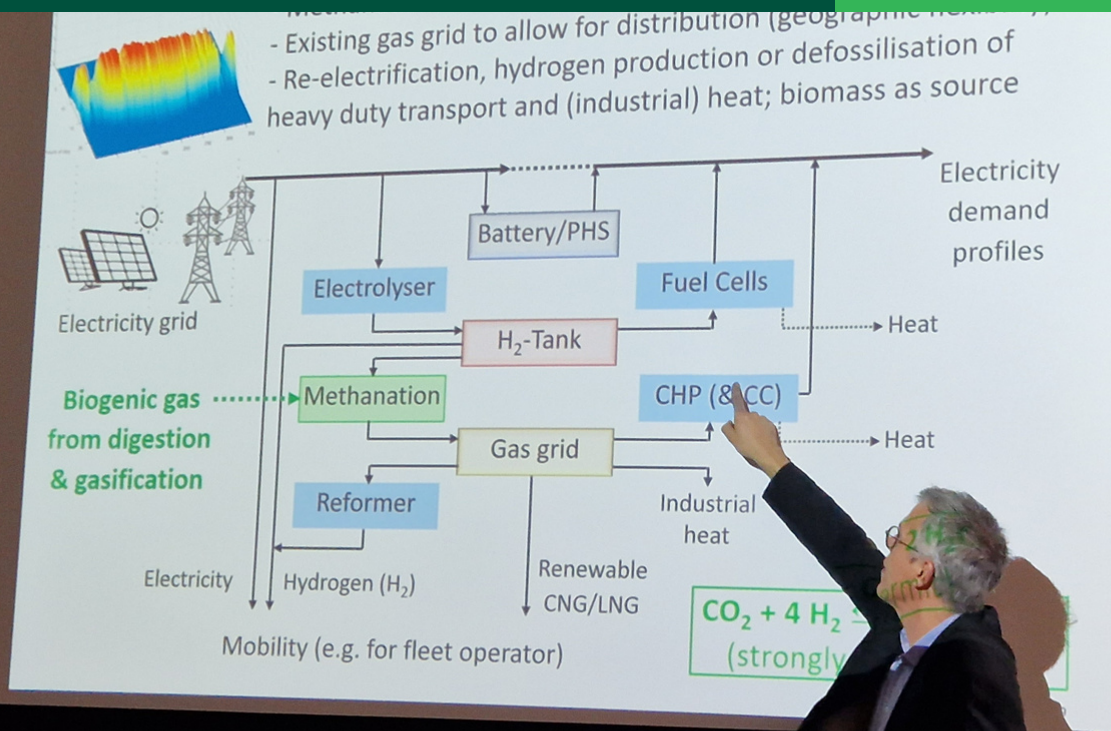 - Existing gas grid to allow for distribution
- Re-electrification, hydrogen production or defossilisation of
heavy duty transport and (industrial) heat; biomass as source
Electricity
demand
profiles
Battery/PHS
Electrolyser
Fuel Cells
Electricity grid
H₂-Tank
Heat
Biogenic gas
from digestion
& gasification
Methanation
CHP (& CC)
Gas grid
Heat
Reformer
Industrial
heat
Electricity
Hydrogen (H₂)
Renewable
CNG/LNG
Mobility (e.g. for fleet operator)
CO₂ + 4 H₂
(strongly